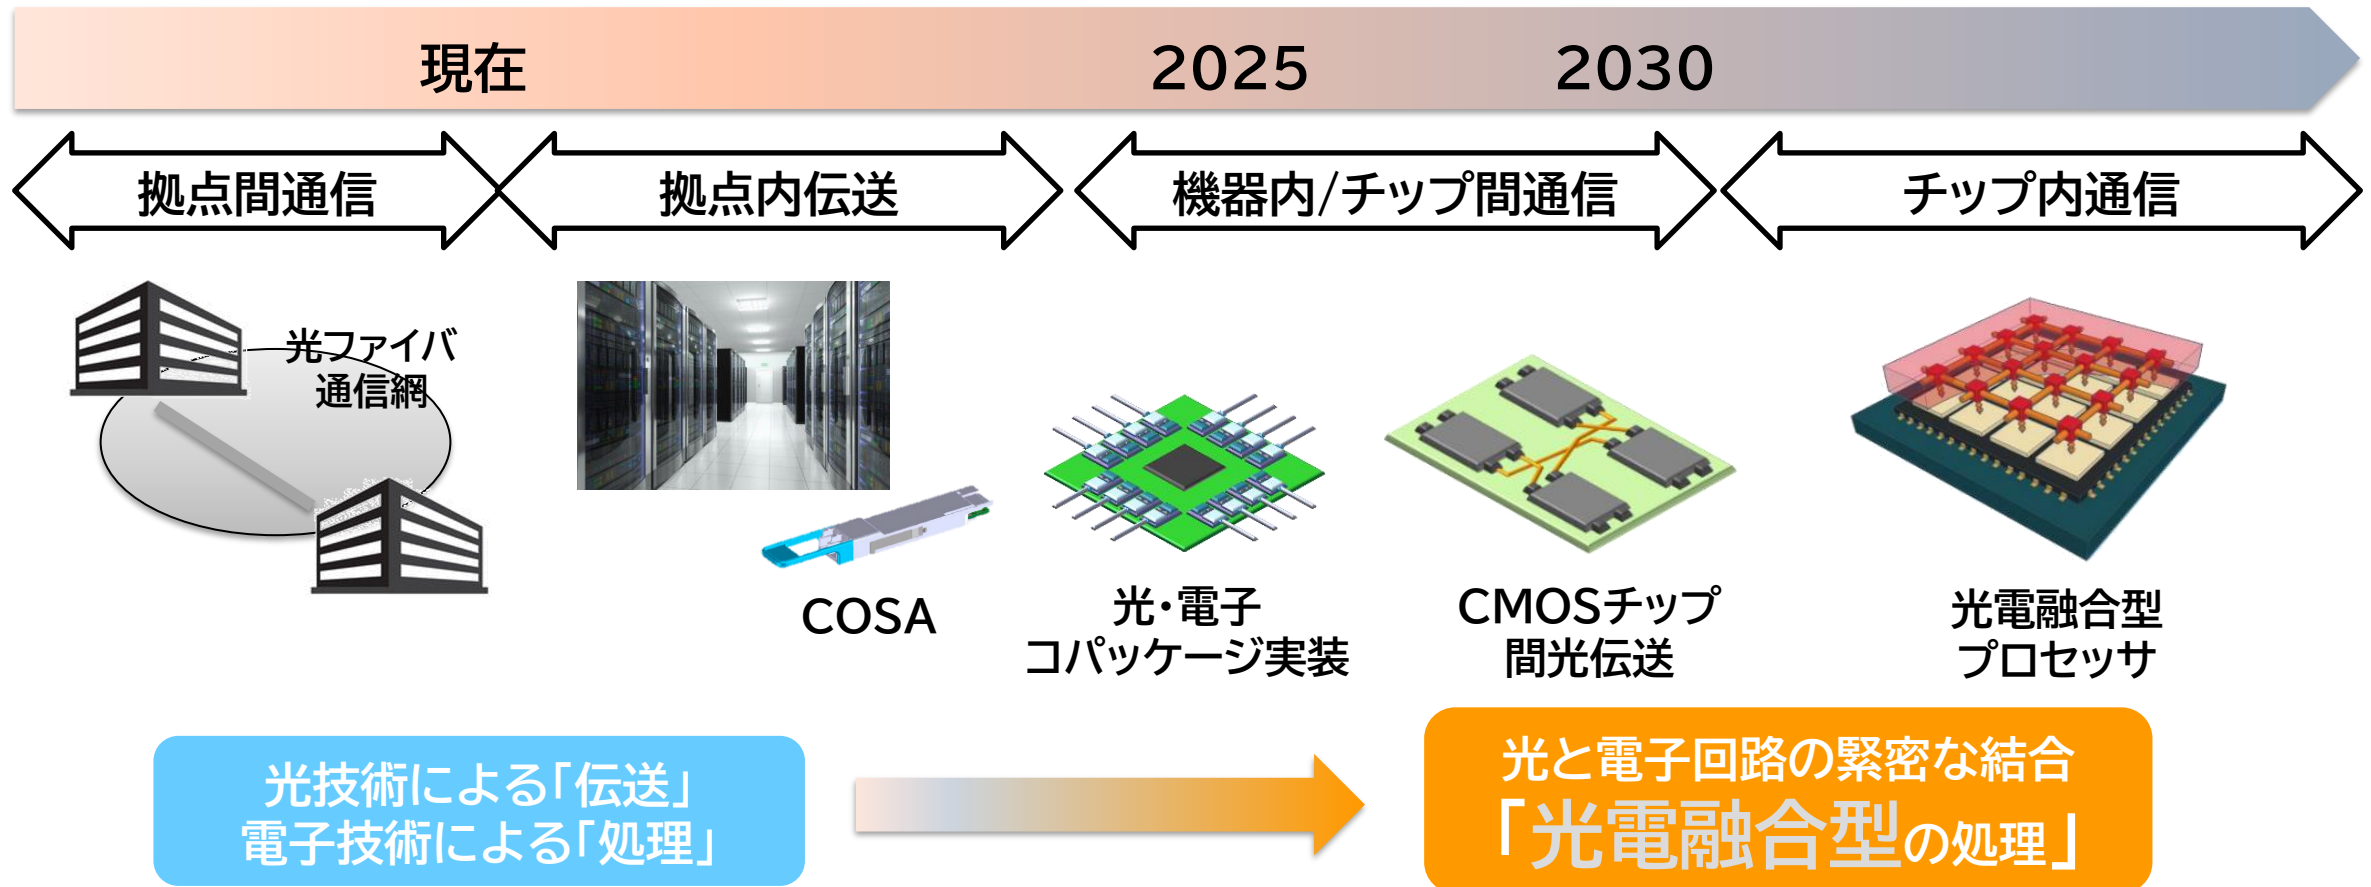 現在
2025
2030
拠点間通信
拠点内伝送
機器内/チップ間通信
チップ内通信
光ファイバ
通信網
COSA
光・電子
コパッケージ実装
CMOSチップ
間光伝送
光電融合型
プロセッサ
光技術による「伝送」
電子技術による「処理」
光と電子回路の緊密な結合
「光電融合型の処理」